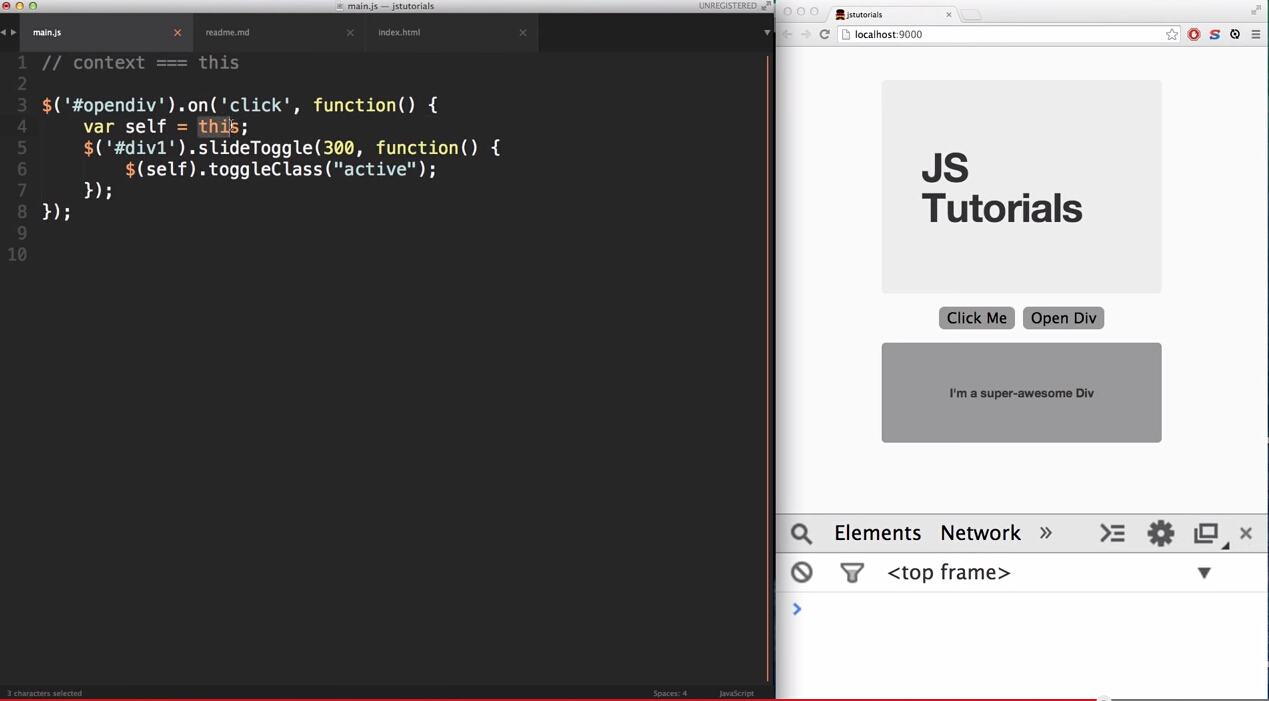 main.js — jstutorials
UNREGISTERED
main.js
readme.md
index.html
1 // context === this
2
3 $('#opendiv').on('click', function() {
4 var self = this;
5 $('#div1').slideToggle(300, function() {
6 $(self).toggleClass("active");
7 });
8 });
9
10
3 characters selected
Spaces: 4
JavaScript
jstutorials
localhost:9000
JS
Tutorials
Click Me
Open Div
I'm a super-awesome Div
Elements Network »
<top frame>